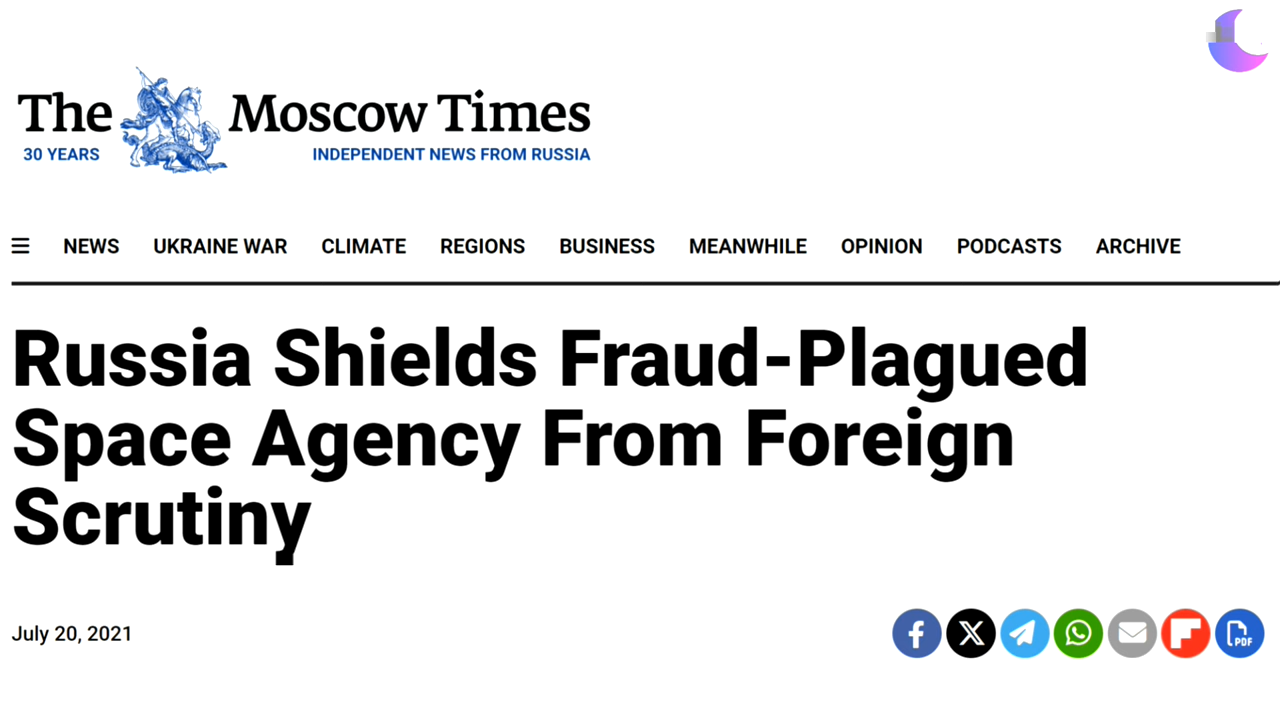 The Moscow Times
30 YEARS INDEPENDENT NEWS FROM RUSSIA
NEWS UKRAINE WAR CLIMATE REGIONS BUSINESS MEANWHILE OPINION PODCASTS ARCHIVE
Russia Shields Fraud-Plagued
Space Agency From Foreign
Scrutiny
July 20, 2021
PDF